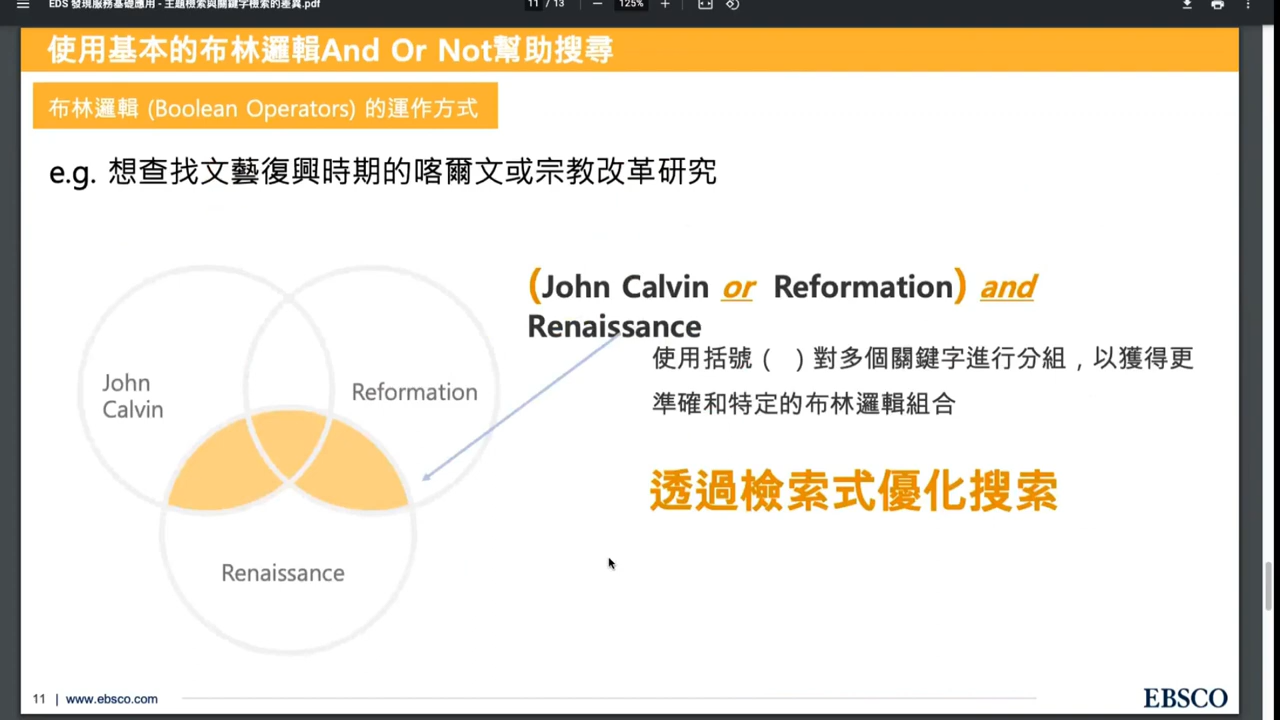 EDS 發現服務基礎應用 - 主題檢索與關鍵字檢索的差異.pdf
11 / 13
125%
使用基本的布林邏輯And Or Not幫助搜尋
布林邏輯 (Boolean Operators) 的運作方式
e.g. 想查找文藝復興時期的喀爾文或宗教改革研究
(John Calvin or Reformation) and
Renaissance
使用括號（ ）對多個關鍵字進行分組，以獲得更
準確和特定的布林邏輯組合
透過檢索式優化搜索
John
Calvin
Reformation
Renaissance
11 | www.ebsco.com
EBSCO